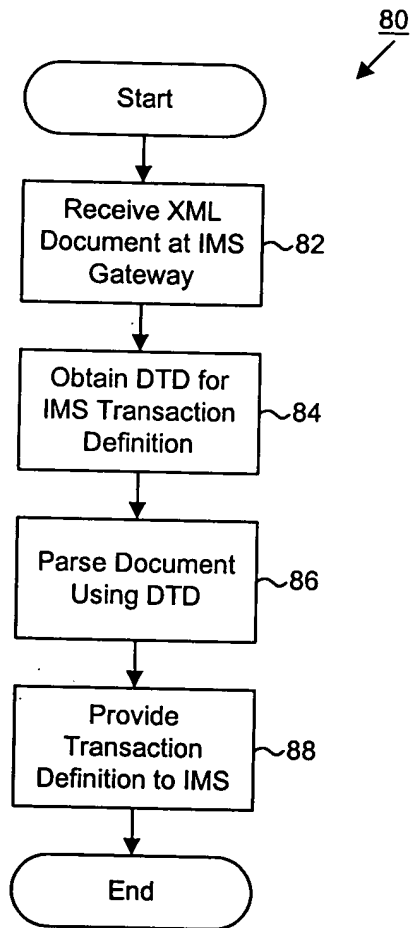 80
Start
Receive XML
Document at IMS
Gateway
82
Obtain DTD for
IMS Transaction
Definition
84
Parse Document
Using DTD
86
Provide
Transaction
Definition to IMS
88
End